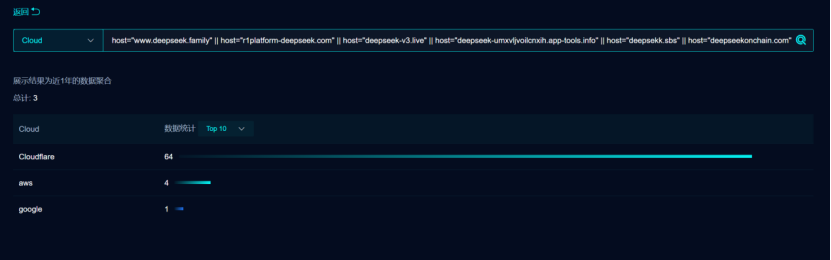 返回
Cloud host="www.deepseek.family" || host="r1platform-deepseek.com" || host="deepseek-v3.live" || host="deepseek-umxvljvoilcnxih.app-tools.info" || host="deepsekk.sbs" || host="deepseekonchain.com"
展示结果为近1年的数据聚合
总计: 3
Cloud 数据统计 Top 10
Cloudflare 64
aws 4
google 1